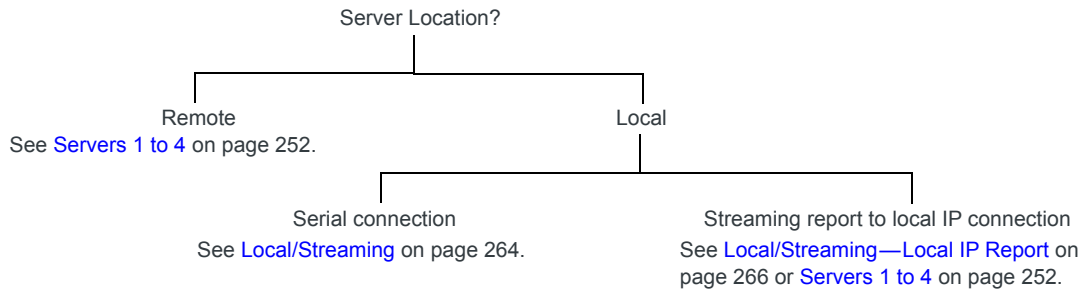 Server Location?
Remote
See Servers 1 to 4 on page 252.
Local
Serial connection
See Local/Streaming on page 264.
Streaming report to local IP connection
See Local/Streaming—Local IP Report on
page 266 or Servers 1 to 4 on page 252.